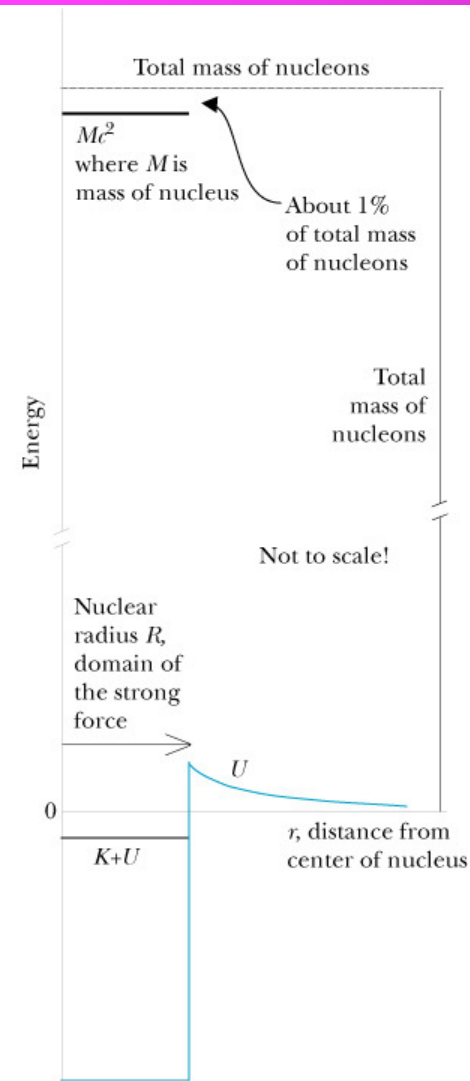 Total mass of nucleons
Mc²
where M is
mass of nucleus
About 1%
of total mass
of nucleons
Total
mass of
nucleons
Energy
Not to scale!
Nuclear
radius R,
domain of
the strong
force
U
0
K+U
r, distance from
center of nucleus